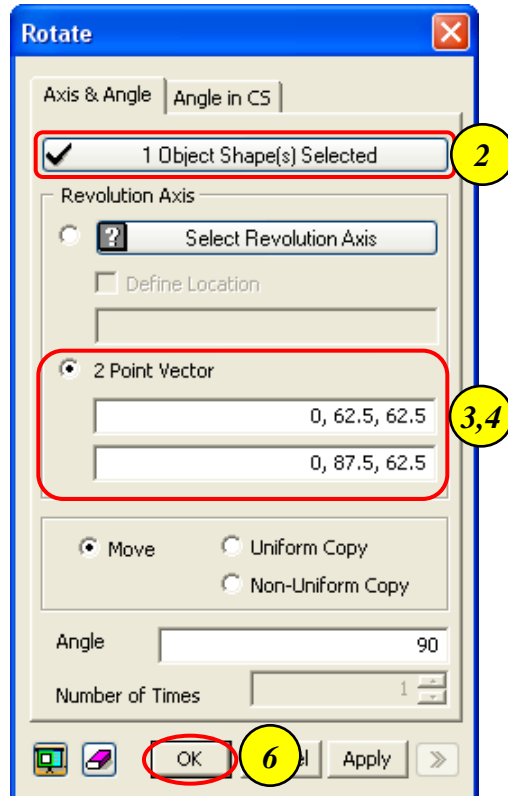 Rotate
Axis & Angle Angle in CS
1 Object Shape(s) Selected 2
Revolution Axis
? Select Revolution Axis
Define Location
2 Point Vector
0, 62.5, 62.5 3,4
0, 87.5, 62.5
Move Uniform Copy
Non-Uniform Copy
Angle 90
Number of Times 1
OK 6 Apply >>